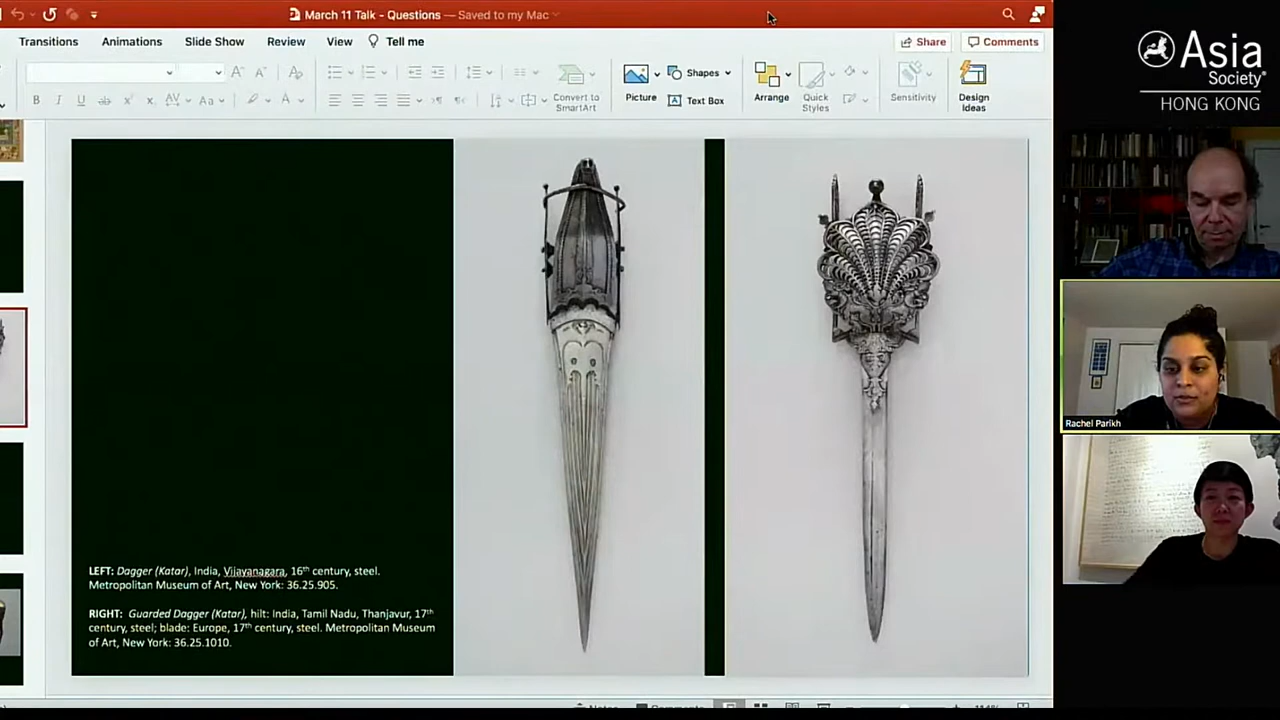 March 11 Talk - Questions — Saved to my Mac
Transitions Animations Slide Show Review View Tell me
Share Comments
Picture
Shapes
Text Box
Convert to
SmartArt
Arrange
Quick
Styles
Sensitivity
Design
Ideas
LEFT: Dagger (Katar), India, Vijayanagara, 16th century, steel.
Metropolitan Museum of Art, New York: 36.25.905.
RIGHT: Guarded Dagger (Katar), hilt: India, Tamil Nadu, Thanjavur, 17th
century, steel; blade: Europe, 17th century, steel. Metropolitan Museum
of Art, New York: 36.25.1010.
Asia
Society
HONG KONG
Rachel Parikh